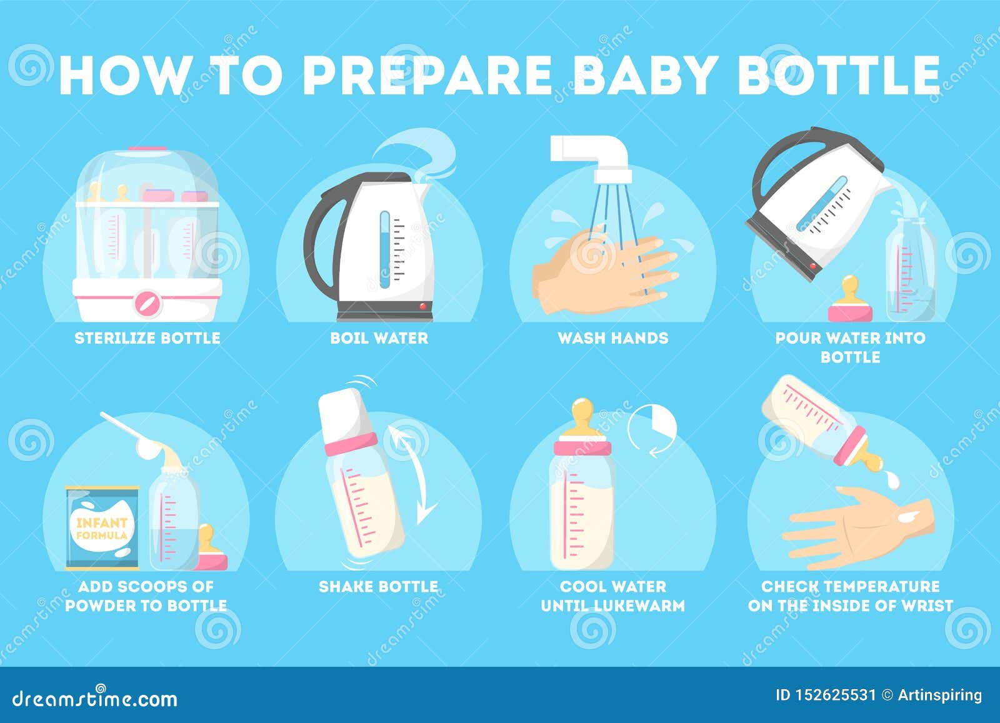 HOW TO PREPARE BABY BOTTLE
STERILIZE BOTTLE
BOIL WATER
WASH HANDS
POUR WATER INTO
BOTTLE
INFANT
FORMULA
ADD SCOOPS OF
POWDER TO BOTTLE
SHAKE BOTTLE
COOL WATER
UNTIL LUKEWARM
CHECK TEMPERATURE
ON THE INSIDE OF WRIST
dreamstime.com
ID 152625531 © Artinspiring